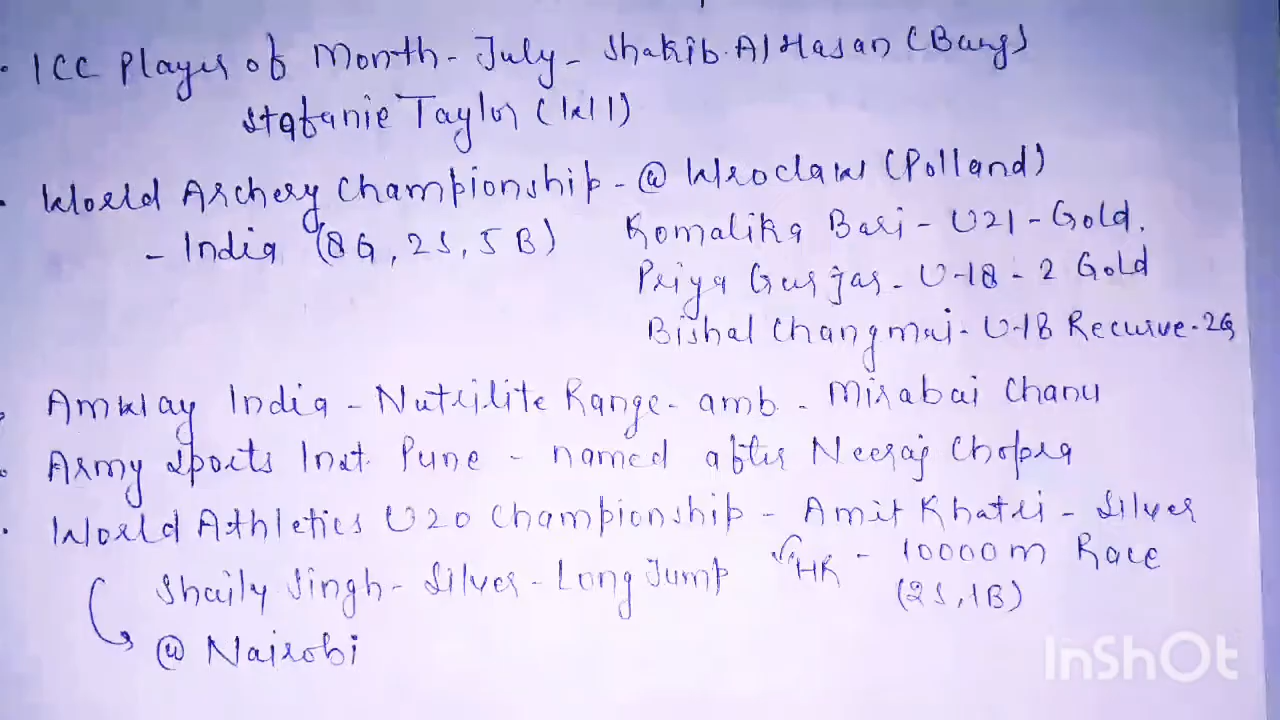 . ICC Player of Month - July - Shakib Al Hasan (Bang)
Stafanie Taylor (WI)
. World Archery Championship - @ Wroclaw (Polland)
- India (8G, 2S, 5B)
Komalika Bari - U21 - Gold.
Priya Gurjar - U-18 - 2 Gold
Bishal Changmai - U-18 Recurve - 2G
. Amway India - Nutrilite Range - amb - Mirabai Chanu
. Army Sports Inst. Pune - named after Neeraj Chopra
. World Athletics U20 Championship - Amit Khatri - Silver
HR - 10000m Race
Shaily Singh - Silver - Long Jump
(2S, 1B)
@ Nairobi
InShOt